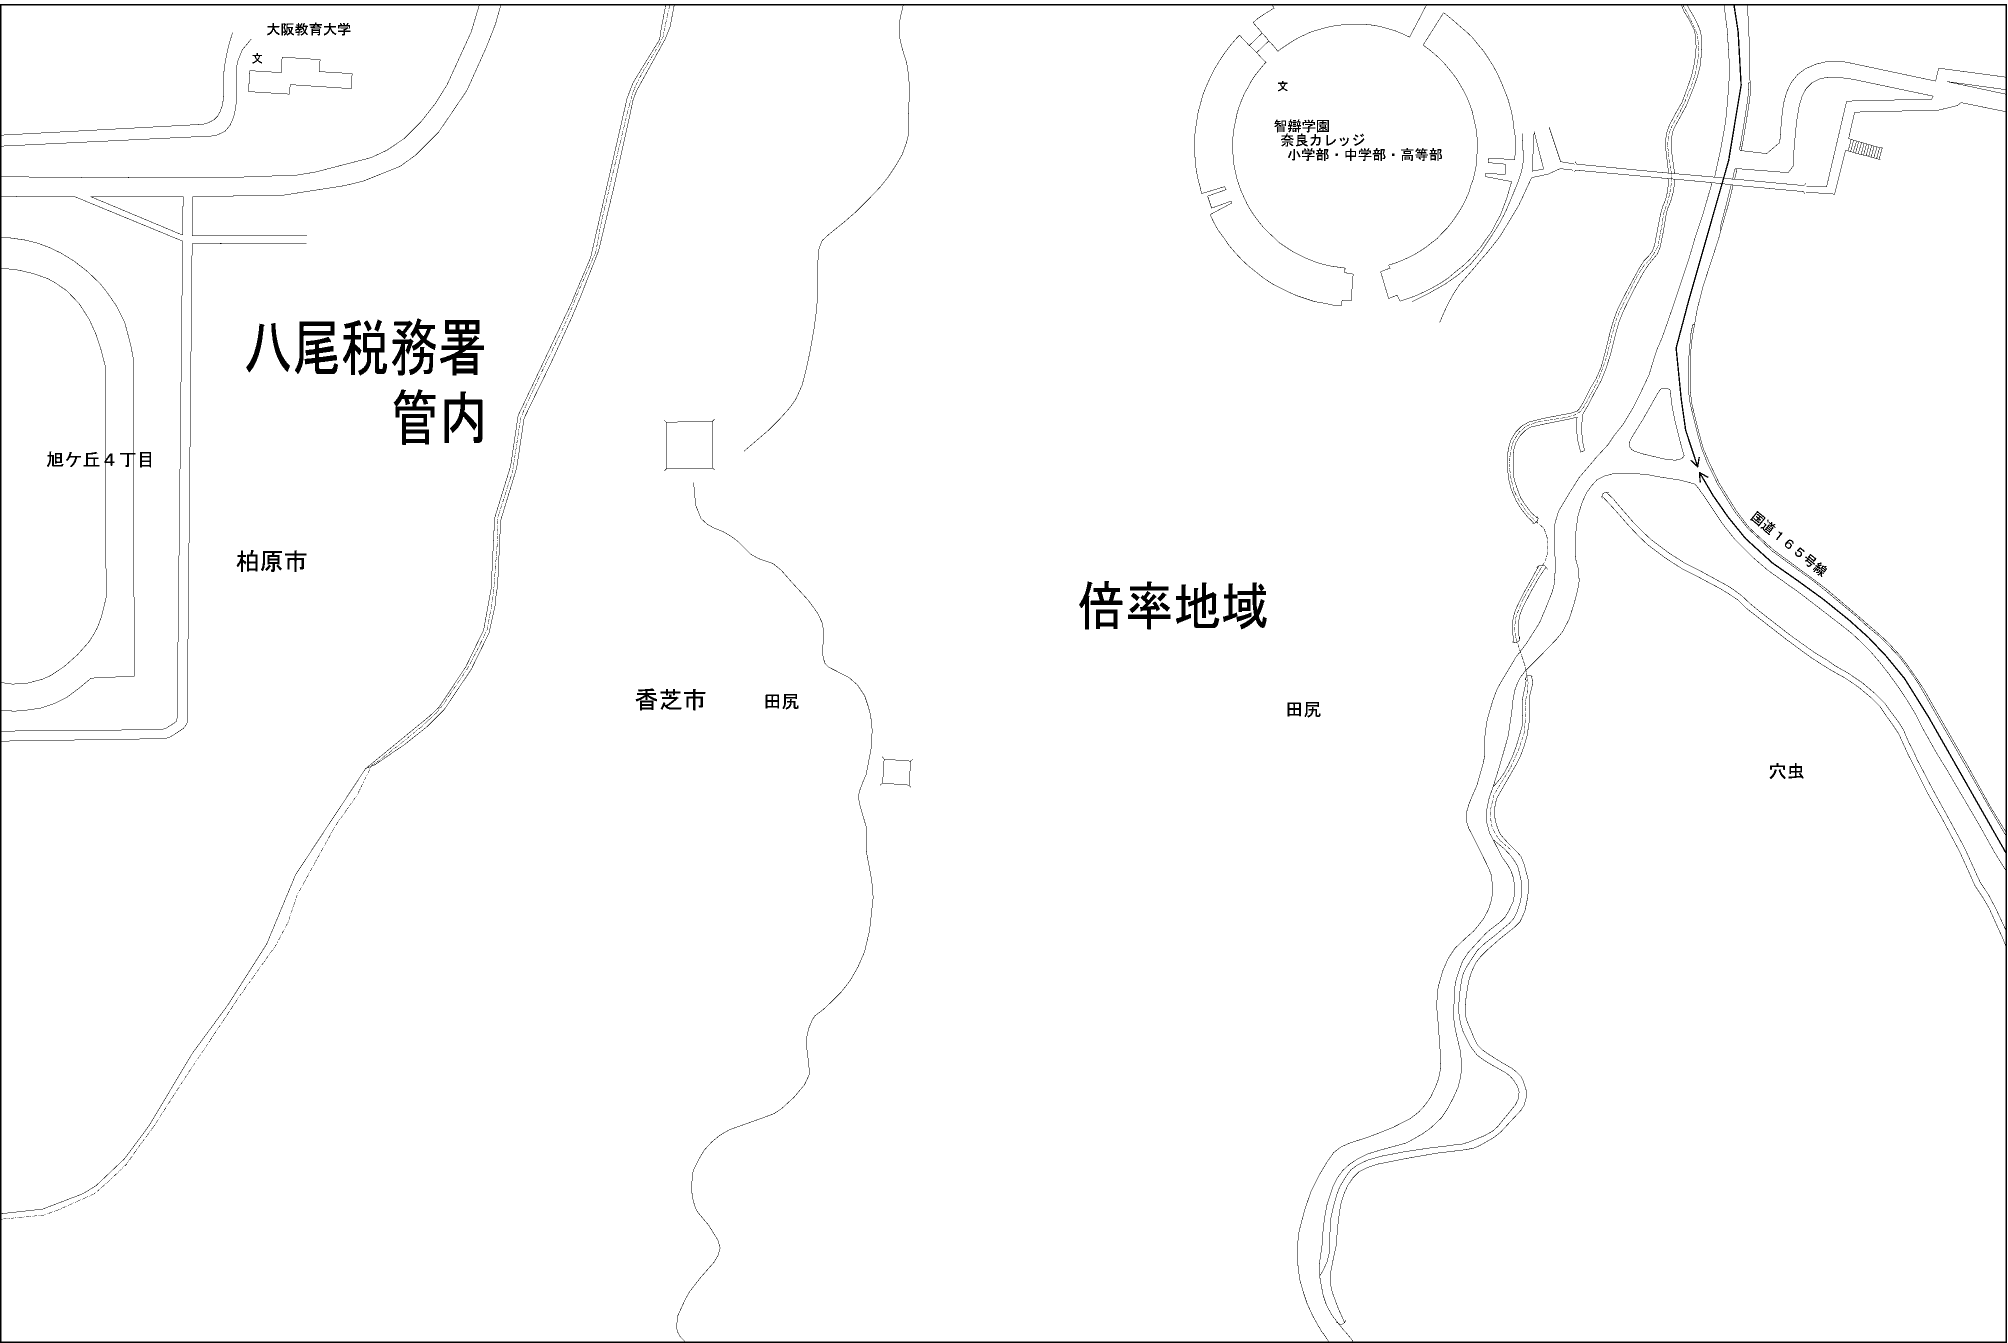 大阪教育大学
文
文
智辯学園
奈良カレッジ
小学部・中学部・高等部
八尾税務署
管内
旭ケ丘４丁目
国道１６５号線
柏原市
倍率地域
香芝市
田尻
田尻
穴虫